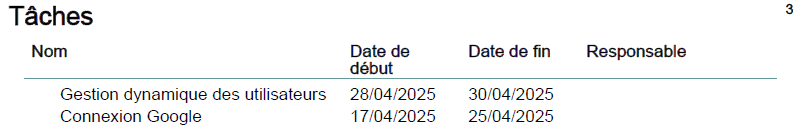 Tâches
3
Nom Date de début Date de fin Responsable
Gestion dynamique des utilisateurs 28/04/2025 30/04/2025
Connexion Google 17/04/2025 25/04/2025